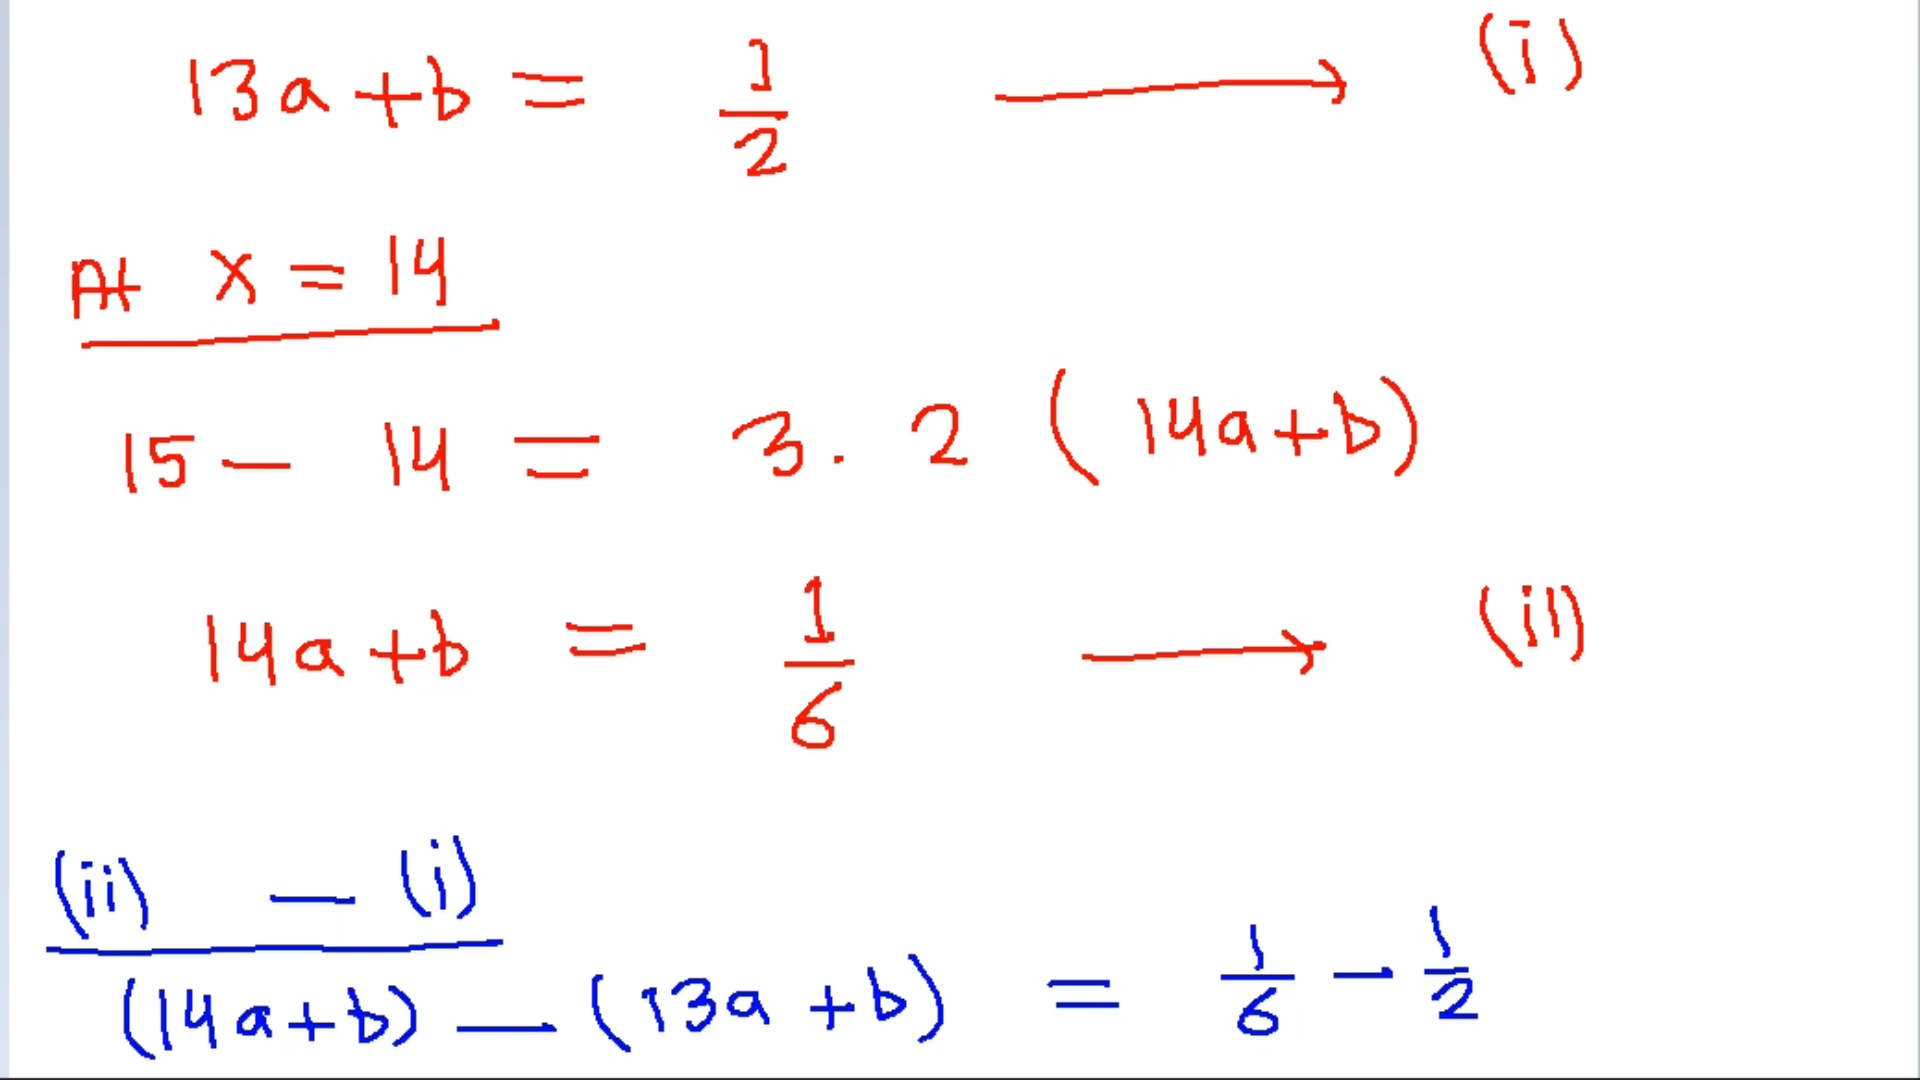 13a+b = 1/2 ⟶ (i)
At x = 14
15 - 14 = 3 . 2 (14a+b)
14a+b = 1/6 ⟶ (ii)
(ii) - (i)
(14a+b) - (13a+b) = 1/6 - 1/2